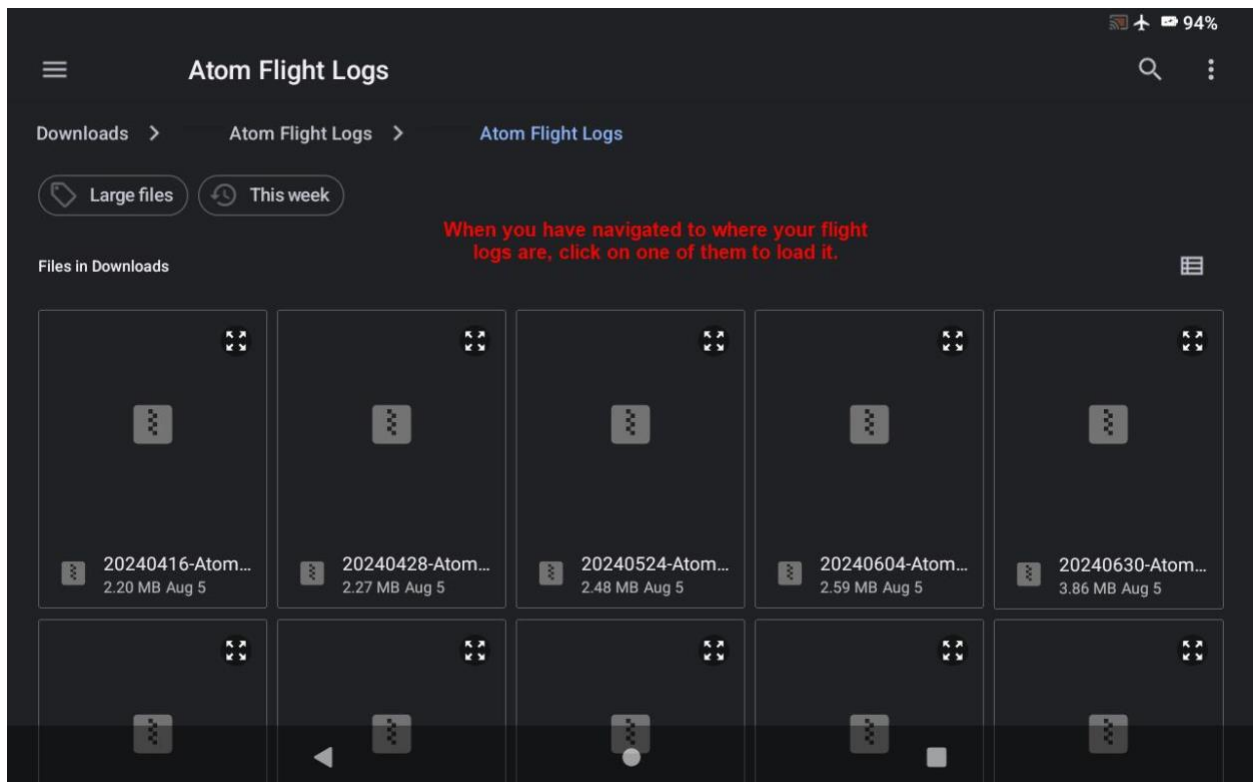 94%
Atom Flight Logs
Downloads > Atom Flight Logs > Atom Flight Logs
Large files This week
When you have navigated to where your flight
logs are, click on one of them to load it.
Files in Downloads
20240416-Atom... 20240428-Atom... 20240524-Atom... 20240604-Atom... 20240630-Atom...
2.20 MB Aug 5 2.27 MB Aug 5 2.48 MB Aug 5 2.59 MB Aug 5 3.86 MB Aug 5